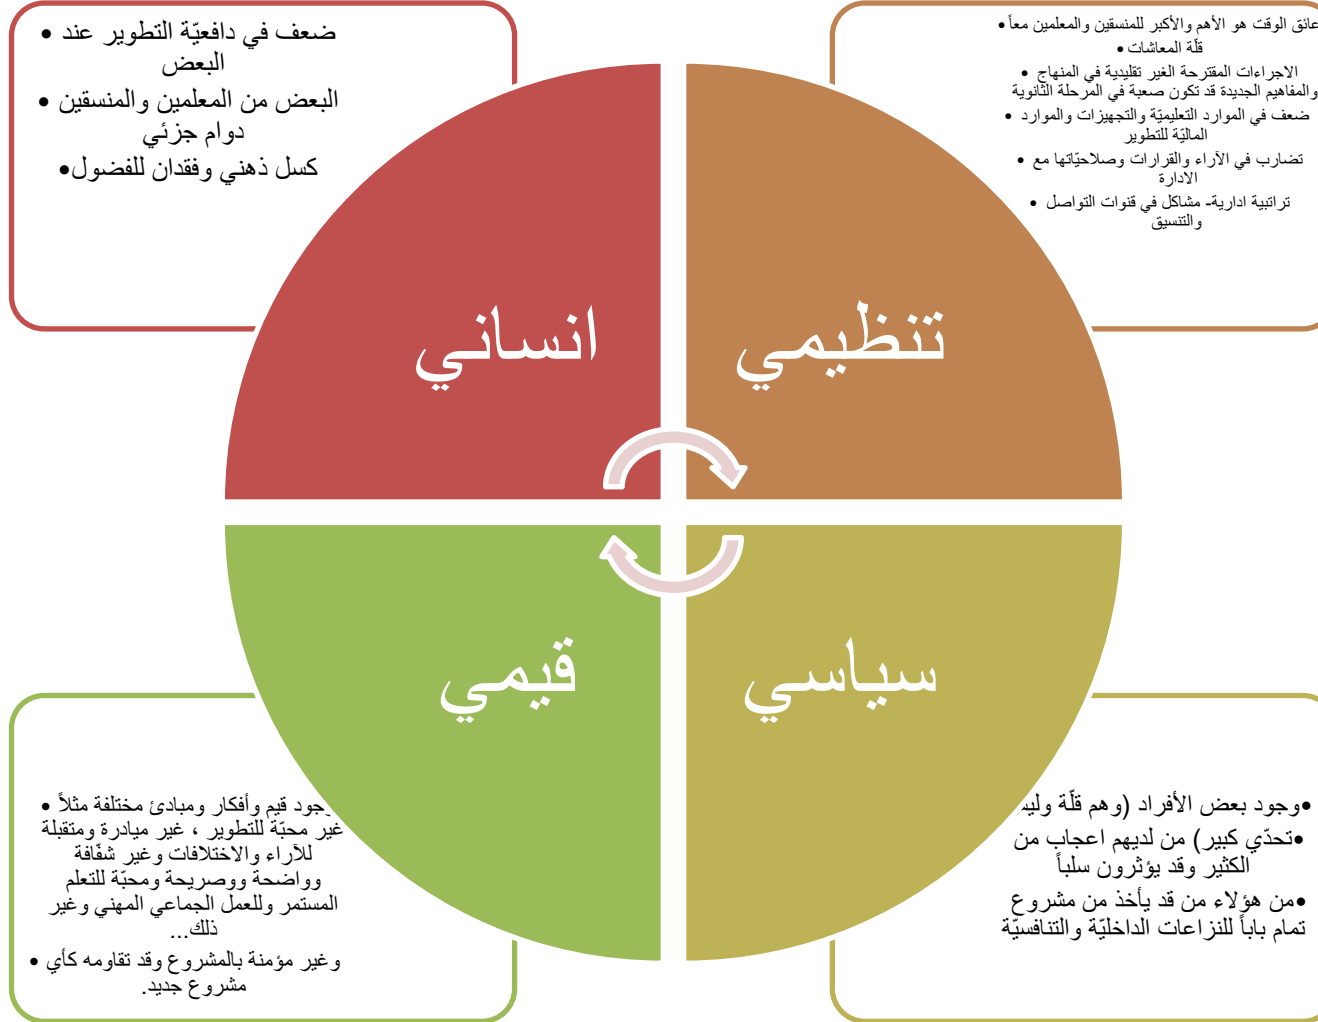 عائق الوقت هو الأهم والأكبر للمنسقين والمعلمين معاً •
قلّة المعاشات •
الاجراءات المقترحة الغير تقليدية في المنهاج •
والمفاهيم الجديدة قد تكون صعبة في المرحلة الثانوية
ضعف في الموارد التعليميّة والتجهيزات والموارد •
الماليّة للتطوير
تضارب في الآراء والقرارات وصلاحيّاتها مع •
الادارة
تراتبية ادارية- مشاكل في قنوات التواصل •
والتنسيق
ضعف في دافعيّة التطوير عند •
البعض
البعض من المعلمين والمنسقين •
دوام جزئي
كسل ذهني وفقدان للفضول•
تنظيمي
انساني
سياسي
قيمي
•وجود بعض الأفراد (وهم قلّة
•تحدّي كبير) من لديهم اعجاب من
الكثير وقد يؤثرون سلباً
•من هؤلاء من قد يأخذ من مشروع
تمام باباً للنزاعات الداخليّة والتنافسيّة
قيم وأفكار ومبادئ مختلفة مثلاً •
غير محبّة للتطوير ، غير مبادرة ومتقبلة
للآراء والاختلافات وغير شفّافة
وواضحة ووصريحة ومحبّة للتعلم
المستمر وللعمل الجماعي المهني وغير
ذلك...
وغير مؤمنة بالمشروع وقد تقاومه كأي •
مشروع جديد.